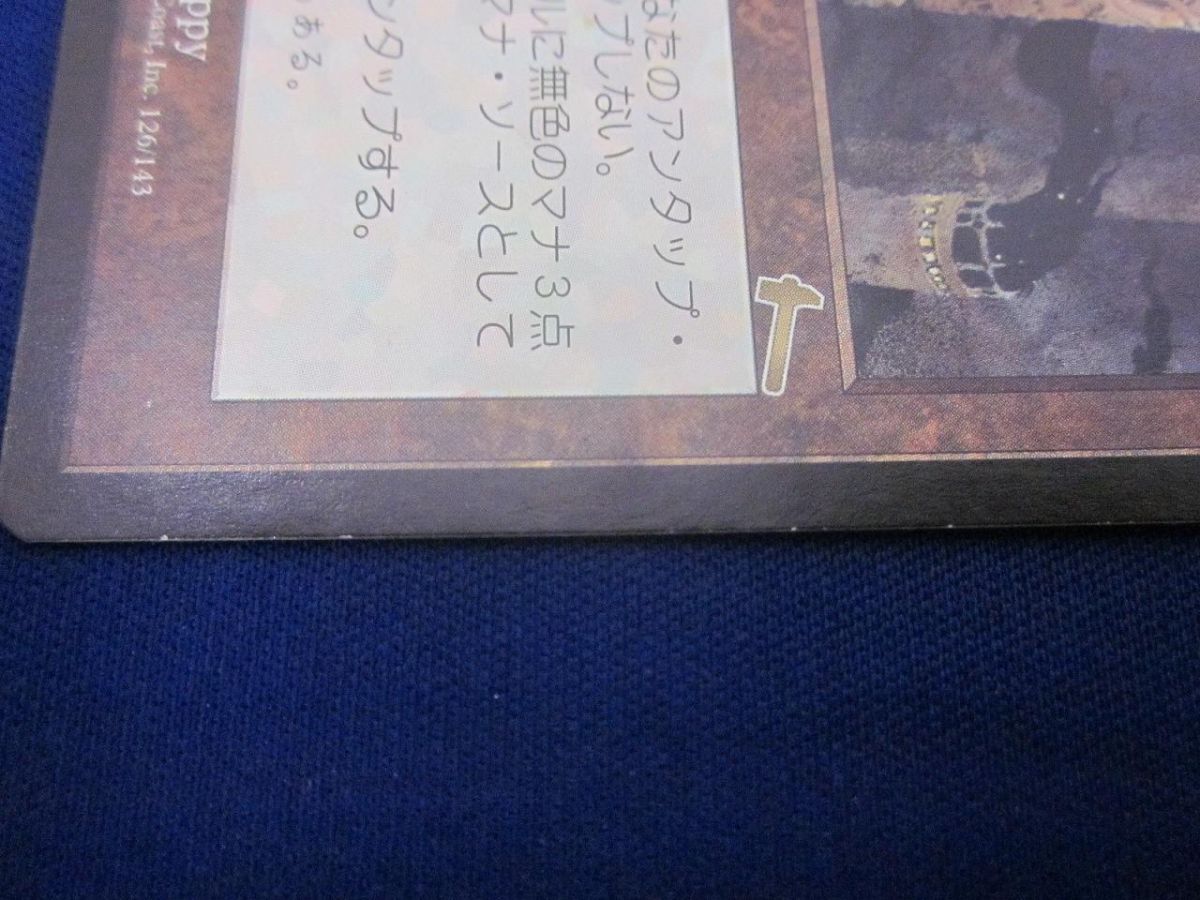 なたのアンタップ・
プしない。
に無色のマナ３点
マナ・ソースとして
ンタップする。
ある。
ppy
Coast, Inc. 126/143